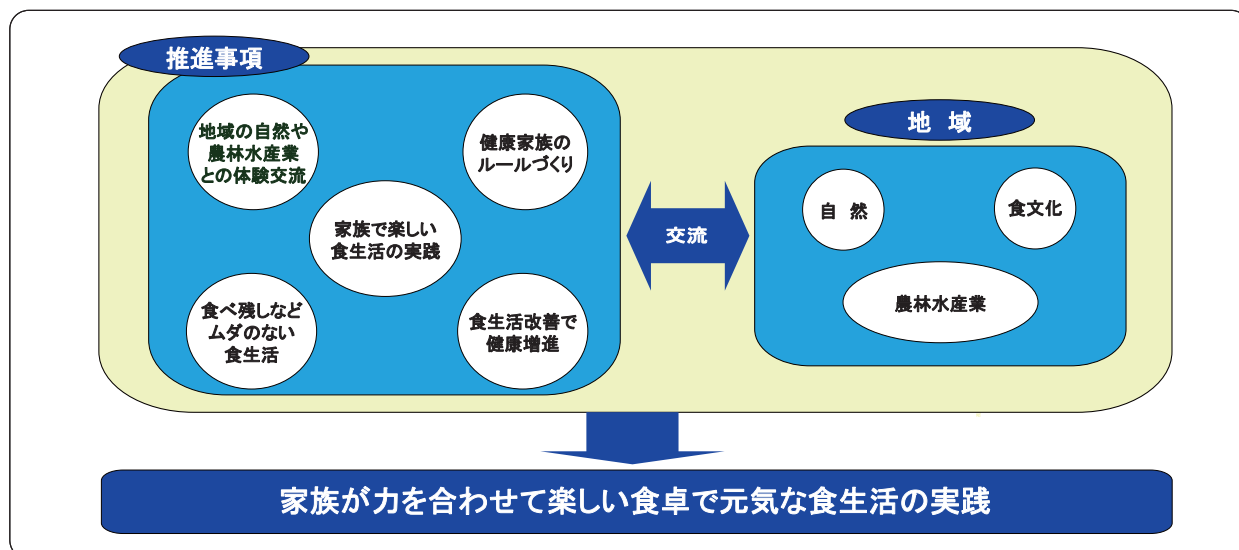 推進事項
地域の自然や
農林水産業
との体験交流
健康家族の
ルールづくり
家族で楽しい
食生活の実践
食べ残しなど
ムダのない
食生活
食生活改善で
健康増進
交流
地 域
自 然
食文化
農林水産業
家族が力を合わせて楽しい食卓で元気な食生活の実践